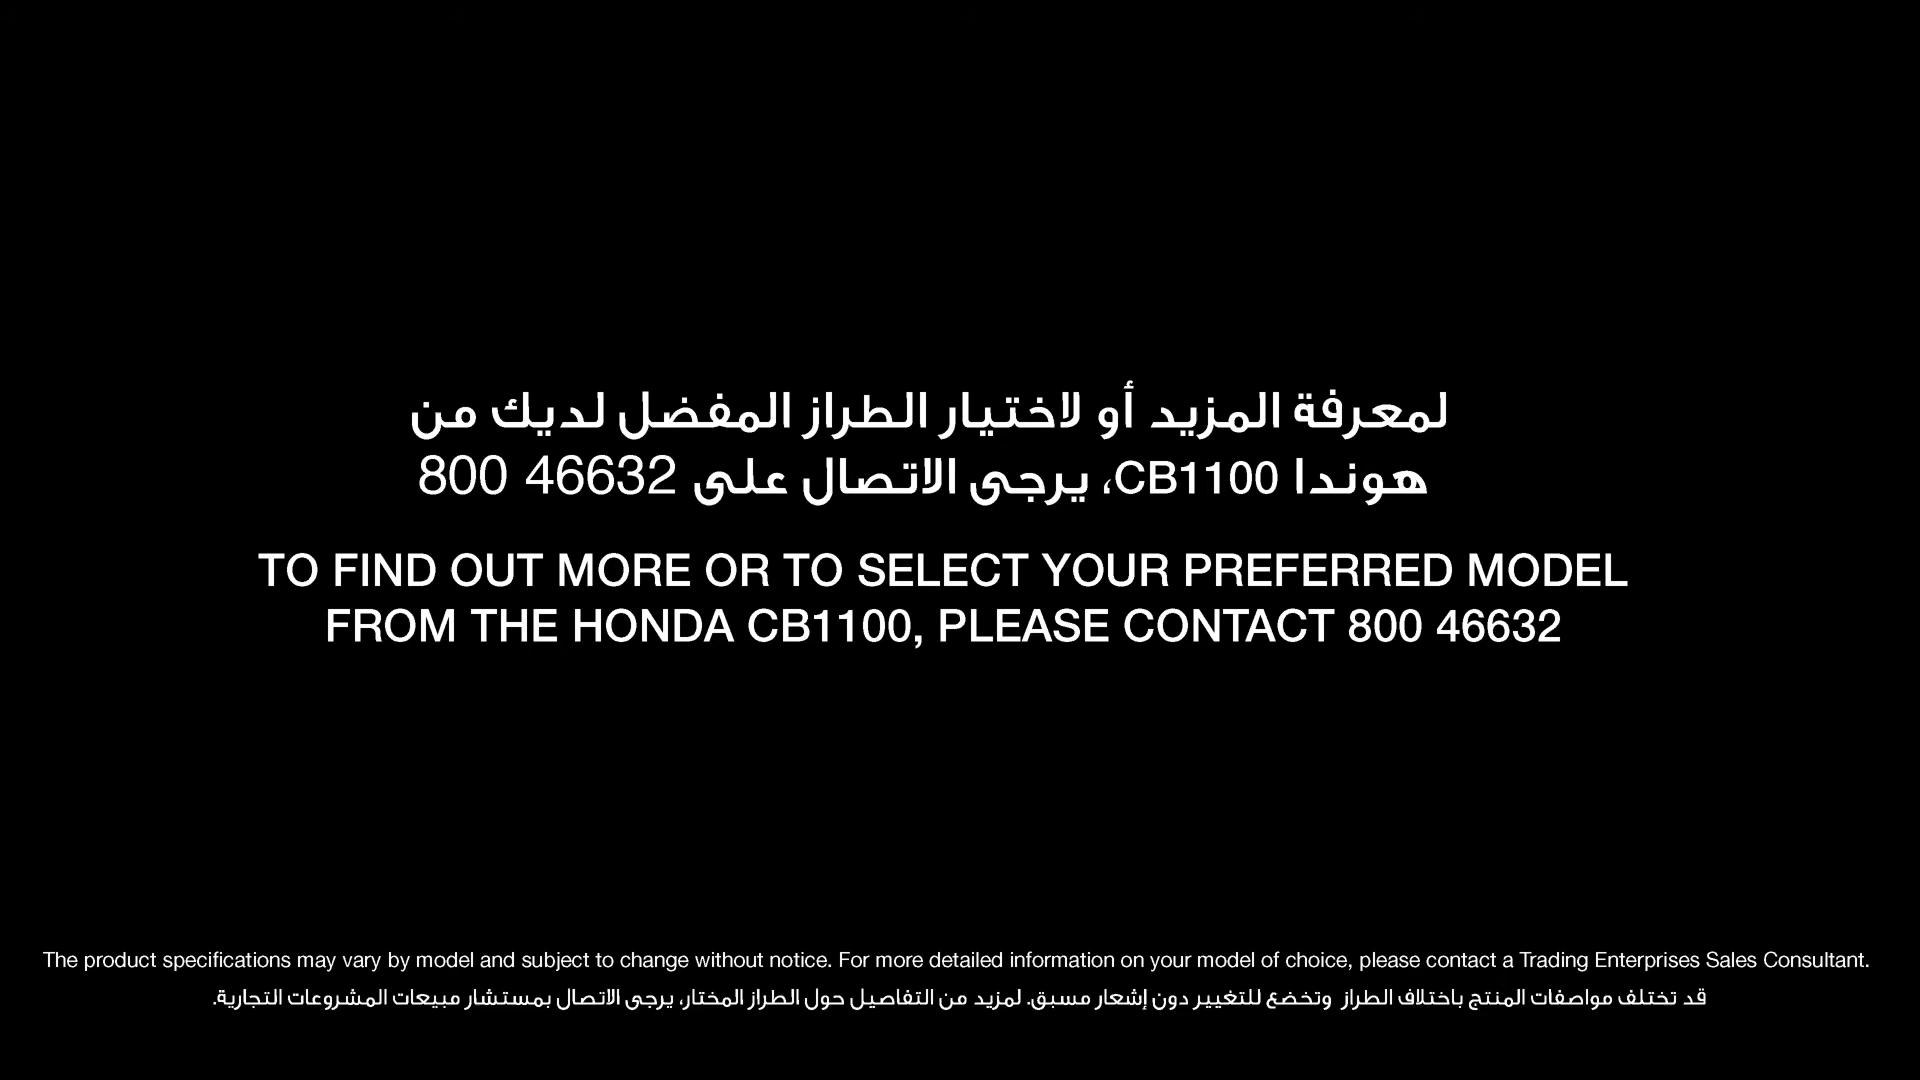 لمعرفة المزيد أو لاختيار الطراز المفضل لديك من
هوندا CB1100، يرجى الاتصال على 46632 800
TO FIND OUT MORE OR TO SELECT YOUR PREFERRED MODEL
FROM THE HONDA CB1100, PLEASE CONTACT 800 46632
The product specifications may vary by model and subject to change without notice. For more detailed information on your model of choice, please contact a Trading Enterprises Sales Consultant.
قد تختلف مواصفات المنتج باختلاف الطراز وتخضع للتغيير دون إشعار مسبق. لمزيد من التفاصيل حول الطراز المختار، يرجى الاتصال بمستشار مبيعات المشروعات التجارية.